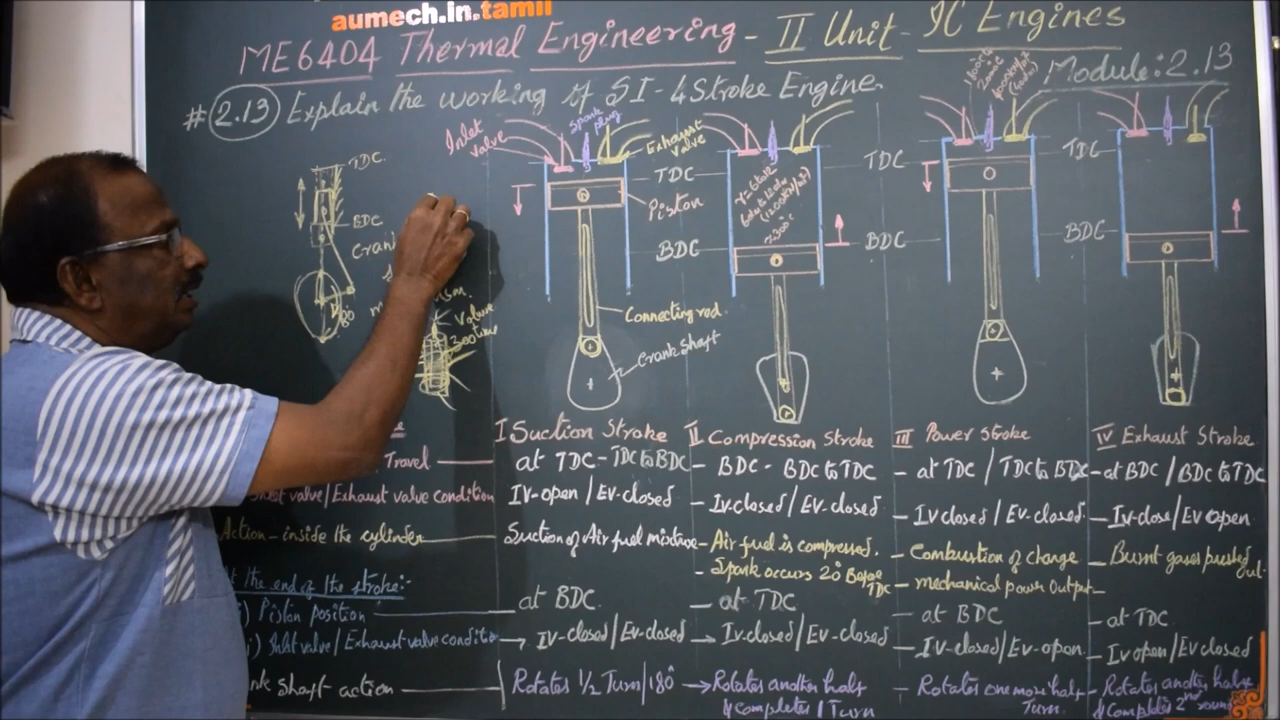 aumech.in.tamil
ME6404 Thermal Engineering - II Unit - IC Engines
Module: 2.13
# 2.13 Explain the working of SI - 4 Stroke Engine.
TDC
BDC
Valve
Inlet Valve
Spark plug
Exhaust Valve
TDC
Piston
BDC
Connecting rod
Crank Shaft
TDC
BDC
TDC
BDC
I Suction Stroke
II Compression Stroke
III Power Stroke
IV Exhaust Stroke
Travel
at TDC - TDC to BDC
- BDC - BDC to TDC
- at TDC / TDC to BDC
- at BDC / BDC to TDC
Inlet valve / Exhaust valve condition
IV-open / EV-closed
- IV-closed / EV-closed
- IV closed / EV-closed
- IV-close / EV open
Action - inside the cylinder
Suction of Air fuel mixture
- Air fuel is compressed.
- Spark occurs 20° Before TDC
- Combustion of charge
- mechanical power output
- Burnt gases pushed out.
the end of the stroke:-
i) Piston position
at BDC.
- at TDC
- at BDC
- at TDC
ii) Inlet valve / Exhaust valve condition
IV-closed / EV-closed
IV-closed / EV-closed
- IV-closed / EV-open
- IV open / EV closed
shaft action
Rotates 1/2 Turn / 180°
Rotates another half & completes 1 Turn
- Rotates one more half Turn.
- Rotates another half & Completes 2nd round